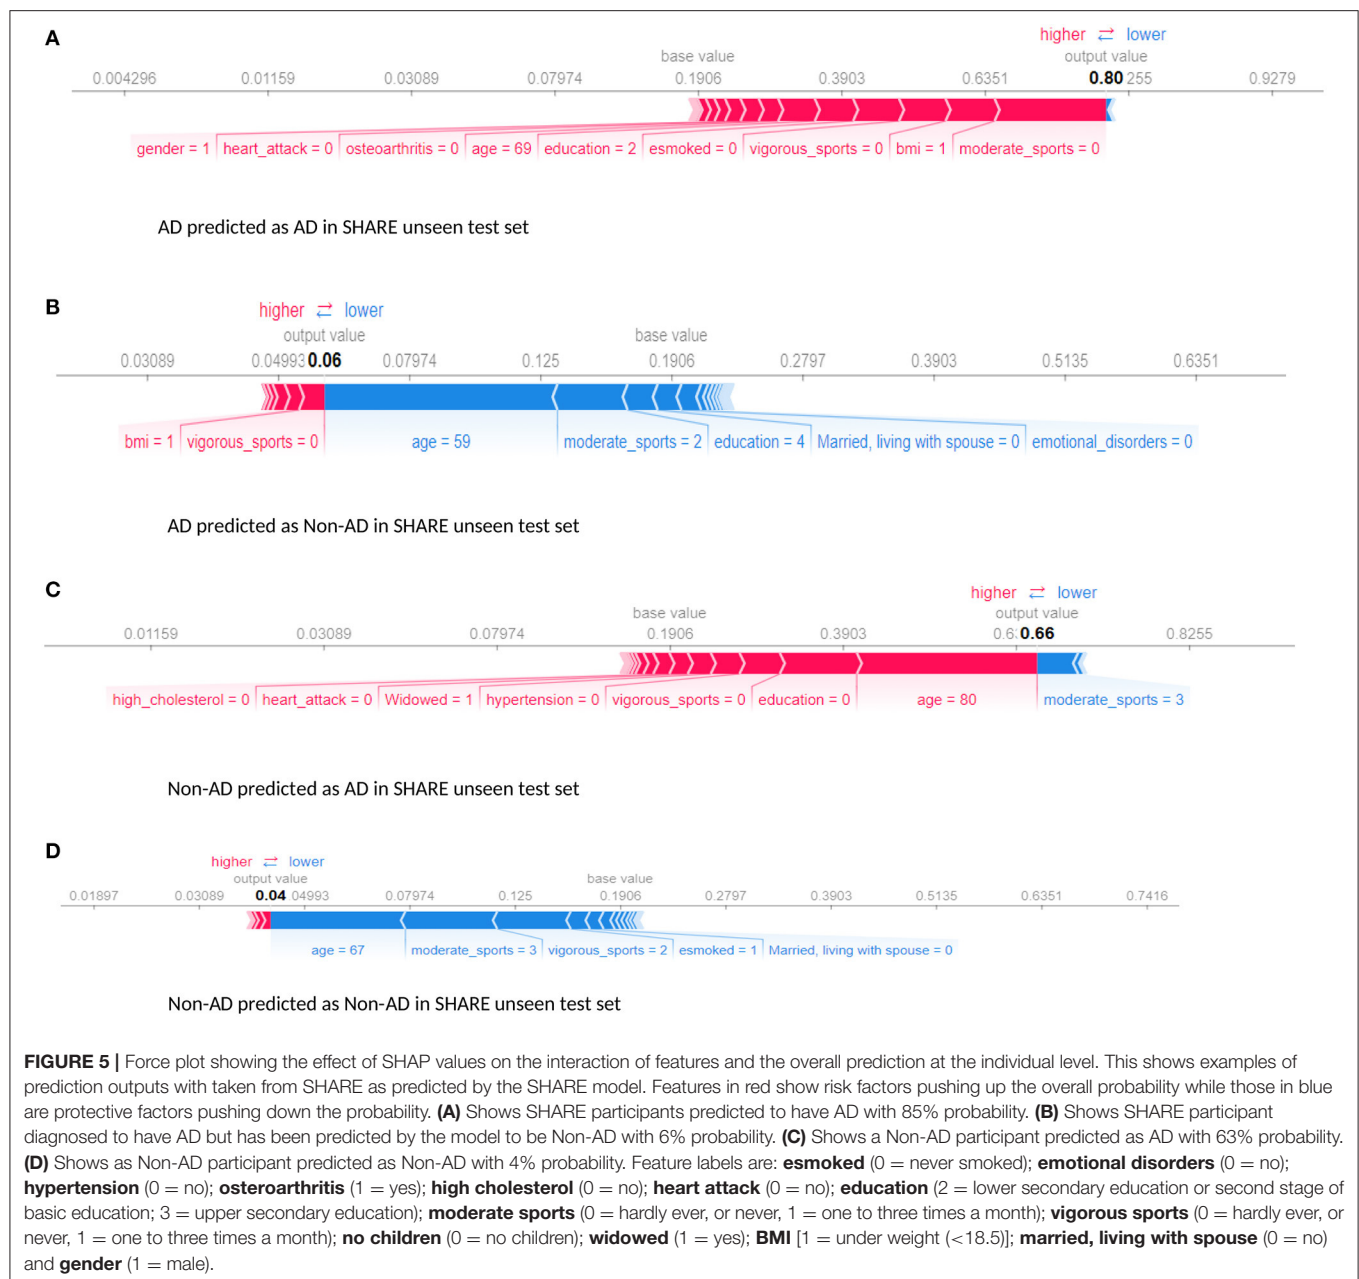 A
higher ⇄ lower
base value output value
0.004296 0.01159 0.03089 0.07974 0.1906 0.3903 0.6351 0.80 255 0.9279
gender = 1 heart_attack = 0 osteoarthritis = 0 age = 69 education = 2 esmoked = 0 vigorous_sports = 0 bmi = 1 moderate_sports = 0
AD predicted as AD in SHARE unseen test set
B
higher ⇄ lower
output value base value
0.03089 0.04993 0.06 0.07974 0.125 0.1906 0.2797 0.3903 0.5135 0.6351
bmi = 1 vigorous_sports = 0 age = 59 moderate_sports = 2 education = 4 Married, living with spouse = 0 emotional_disorders = 0
AD predicted as Non-AD in SHARE unseen test set
C
higher ⇄ lower
base value output value
0.01159 0.03089 0.07974 0.1906 0.3903 0.6 0.66 0.8255
high_cholesterol = 0 heart_attack = 0 Widowed = 1 hypertension = 0 vigorous_sports = 0 education = 0 age = 80 moderate_sports = 3
Non-AD predicted as AD in SHARE unseen test set
D
higher ⇄ lower
output value base value
0.01897 0.03089 0.04 04993 0.07974 0.125 0.1906 0.2797 0.3903 0.5135 0.6351 0.7416
age = 67 moderate_sports = 3 vigorous_sports = 2 esmoked = 1 Married, living with spouse = 0
Non-AD predicted as Non-AD in SHARE unseen test set
FIGURE 5 | Force plot showing the effect of SHAP values on the interaction of features and the overall prediction at the individual level. This shows examples of
prediction outputs with taken from SHARE as predicted by the SHARE model. Features in red show risk factors pushing up the overall probability while those in blue
are protective factors pushing down the probability. (A) Shows SHARE participants predicted to have AD with 85% probability. (B) Shows SHARE participant
diagnosed to have AD but has been predicted by the model to be Non-AD with 6% probability. (C) Shows a Non-AD participant predicted as AD with 63% probability.
(D) Shows as Non-AD participant predicted as Non-AD with 4% probability. Feature labels are: esmoked (0 = never smoked); emotional disorders (0 = no);
hypertension (0 = no); osteroarthritis (1 = yes); high cholesterol (0 = no); heart attack (0 = no); education (2 = lower secondary education or second stage of
basic education; 3 = upper secondary education); moderate sports (0 = hardly ever, or never, 1 = one to three times a month); vigorous sports (0 = hardly ever, or
never, 1 = one to three times a month); no children (0 = no children); widowed (1 = yes); BMI [1 = under weight (<18.5)]; married, living with spouse (0 = no)
and gender (1 = male).